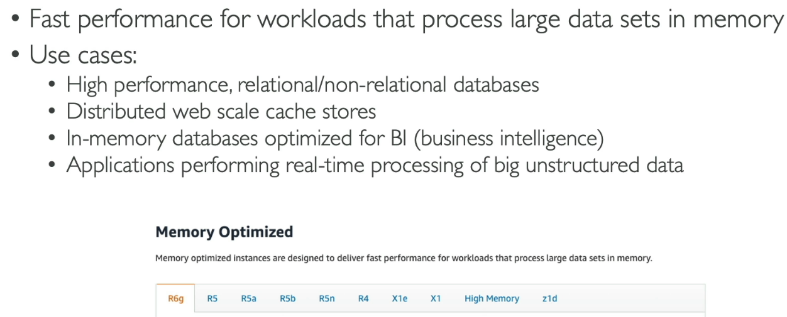 • Fast performance for workloads that process large data sets in memory
• Use cases:
• High performance, relational/non-relational databases
• Distributed web scale cache stores
• In-memory databases optimized for BI (business intelligence)
• Applications performing real-time processing of big unstructured data
Memory Optimized
Memory optimized instances are designed to deliver fast performance for workloads that process large data sets in memory.
R6g R5 R5a R5b R5n R4 X1e X1 High Memory z1d